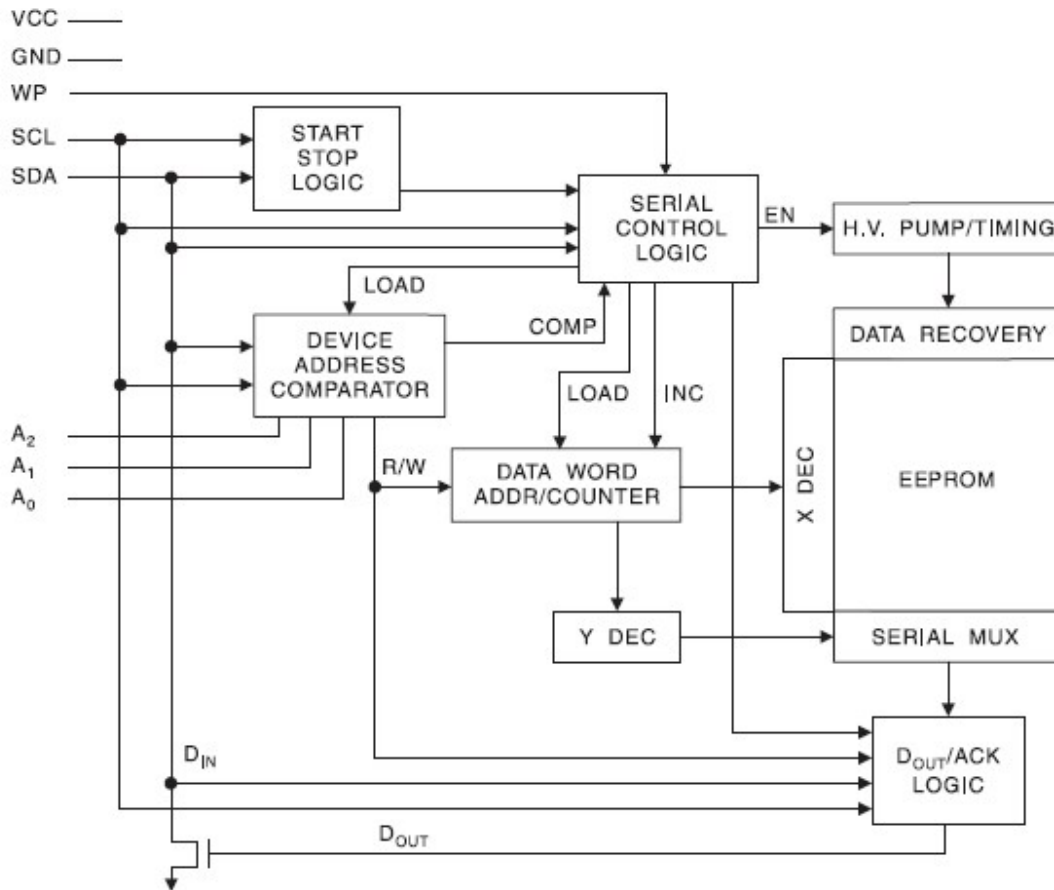 VCC
GND
WP
SCL
SDA
START
STOP
LOGIC
SERIAL
CONTROL
LOGIC
EN
H.V. PUMP/TIMING
LOAD
COMP
DEVICE
ADDRESS
COMPARATOR
DATA RECOVERY
LOAD
INC
A2
A1
A0
R/W
DATA WORD
ADDR/COUNTER
X DEC
EEPROM
Y DEC
SERIAL MUX
DIN
DOUT/ACK
LOGIC
DOUT